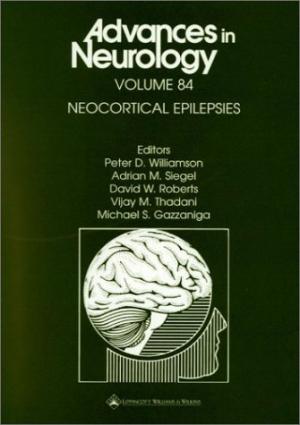 Advances in
Neurology
VOLUME 84
NEOCORTICAL EPILEPSIES
Editors
Peter D. Williamson
Adrian M. Siegel
David W. Roberts
Vijay M. Thadani
Michael S. Gazzaniga
LIPPINCOTT WILLIAMS & WILKINS